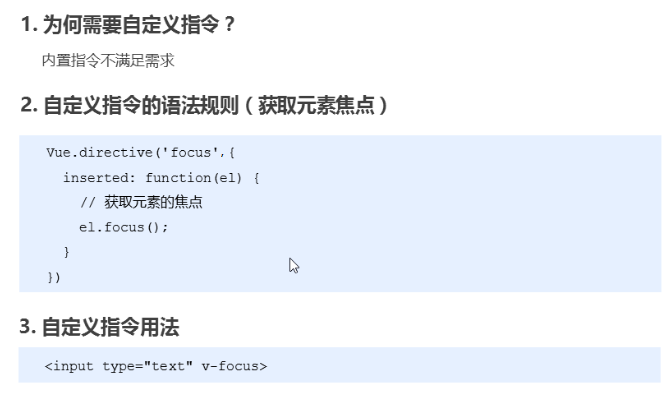 1. 为何需要自定义指令？
内置指令不满足需求
2. 自定义指令的语法规则（获取元素焦点）
Vue.directive('focus',{
inserted: function(el) {
// 获取元素的焦点
el.focus();
}
})
3. 自定义指令用法
<input type="text" v-focus>